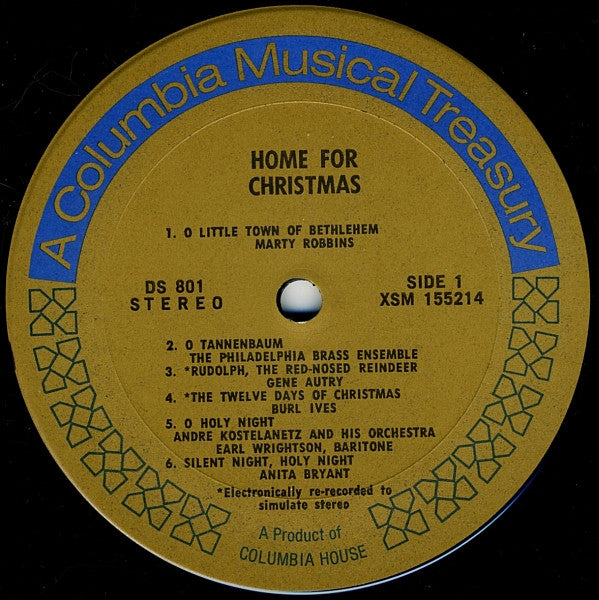 A Columbia Musical Treasury
HOME FOR
CHRISTMAS
1. O LITTLE TOWN OF BETHLEHEM
MARTY ROBBINS
DS 801
STEREO
SIDE 1
XSM 155214
2. O TANNENBAUM
THE PHILADELPHIA BRASS ENSEMBLE
3. *RUDOLPH, THE RED-NOSED REINDEER
GENE AUTRY
4. *THE TWELVE DAYS OF CHRISTMAS
BURL IVES
5. O HOLY NIGHT
ANDRE KOSTELANETZ AND HIS ORCHESTRA
EARL WRIGHTSON, BARITONE
6. SILENT NIGHT, HOLY NIGHT
ANITA BRYANT
*Electronically re-recorded to
simulate stereo
A Product of
COLUMBIA HOUSE